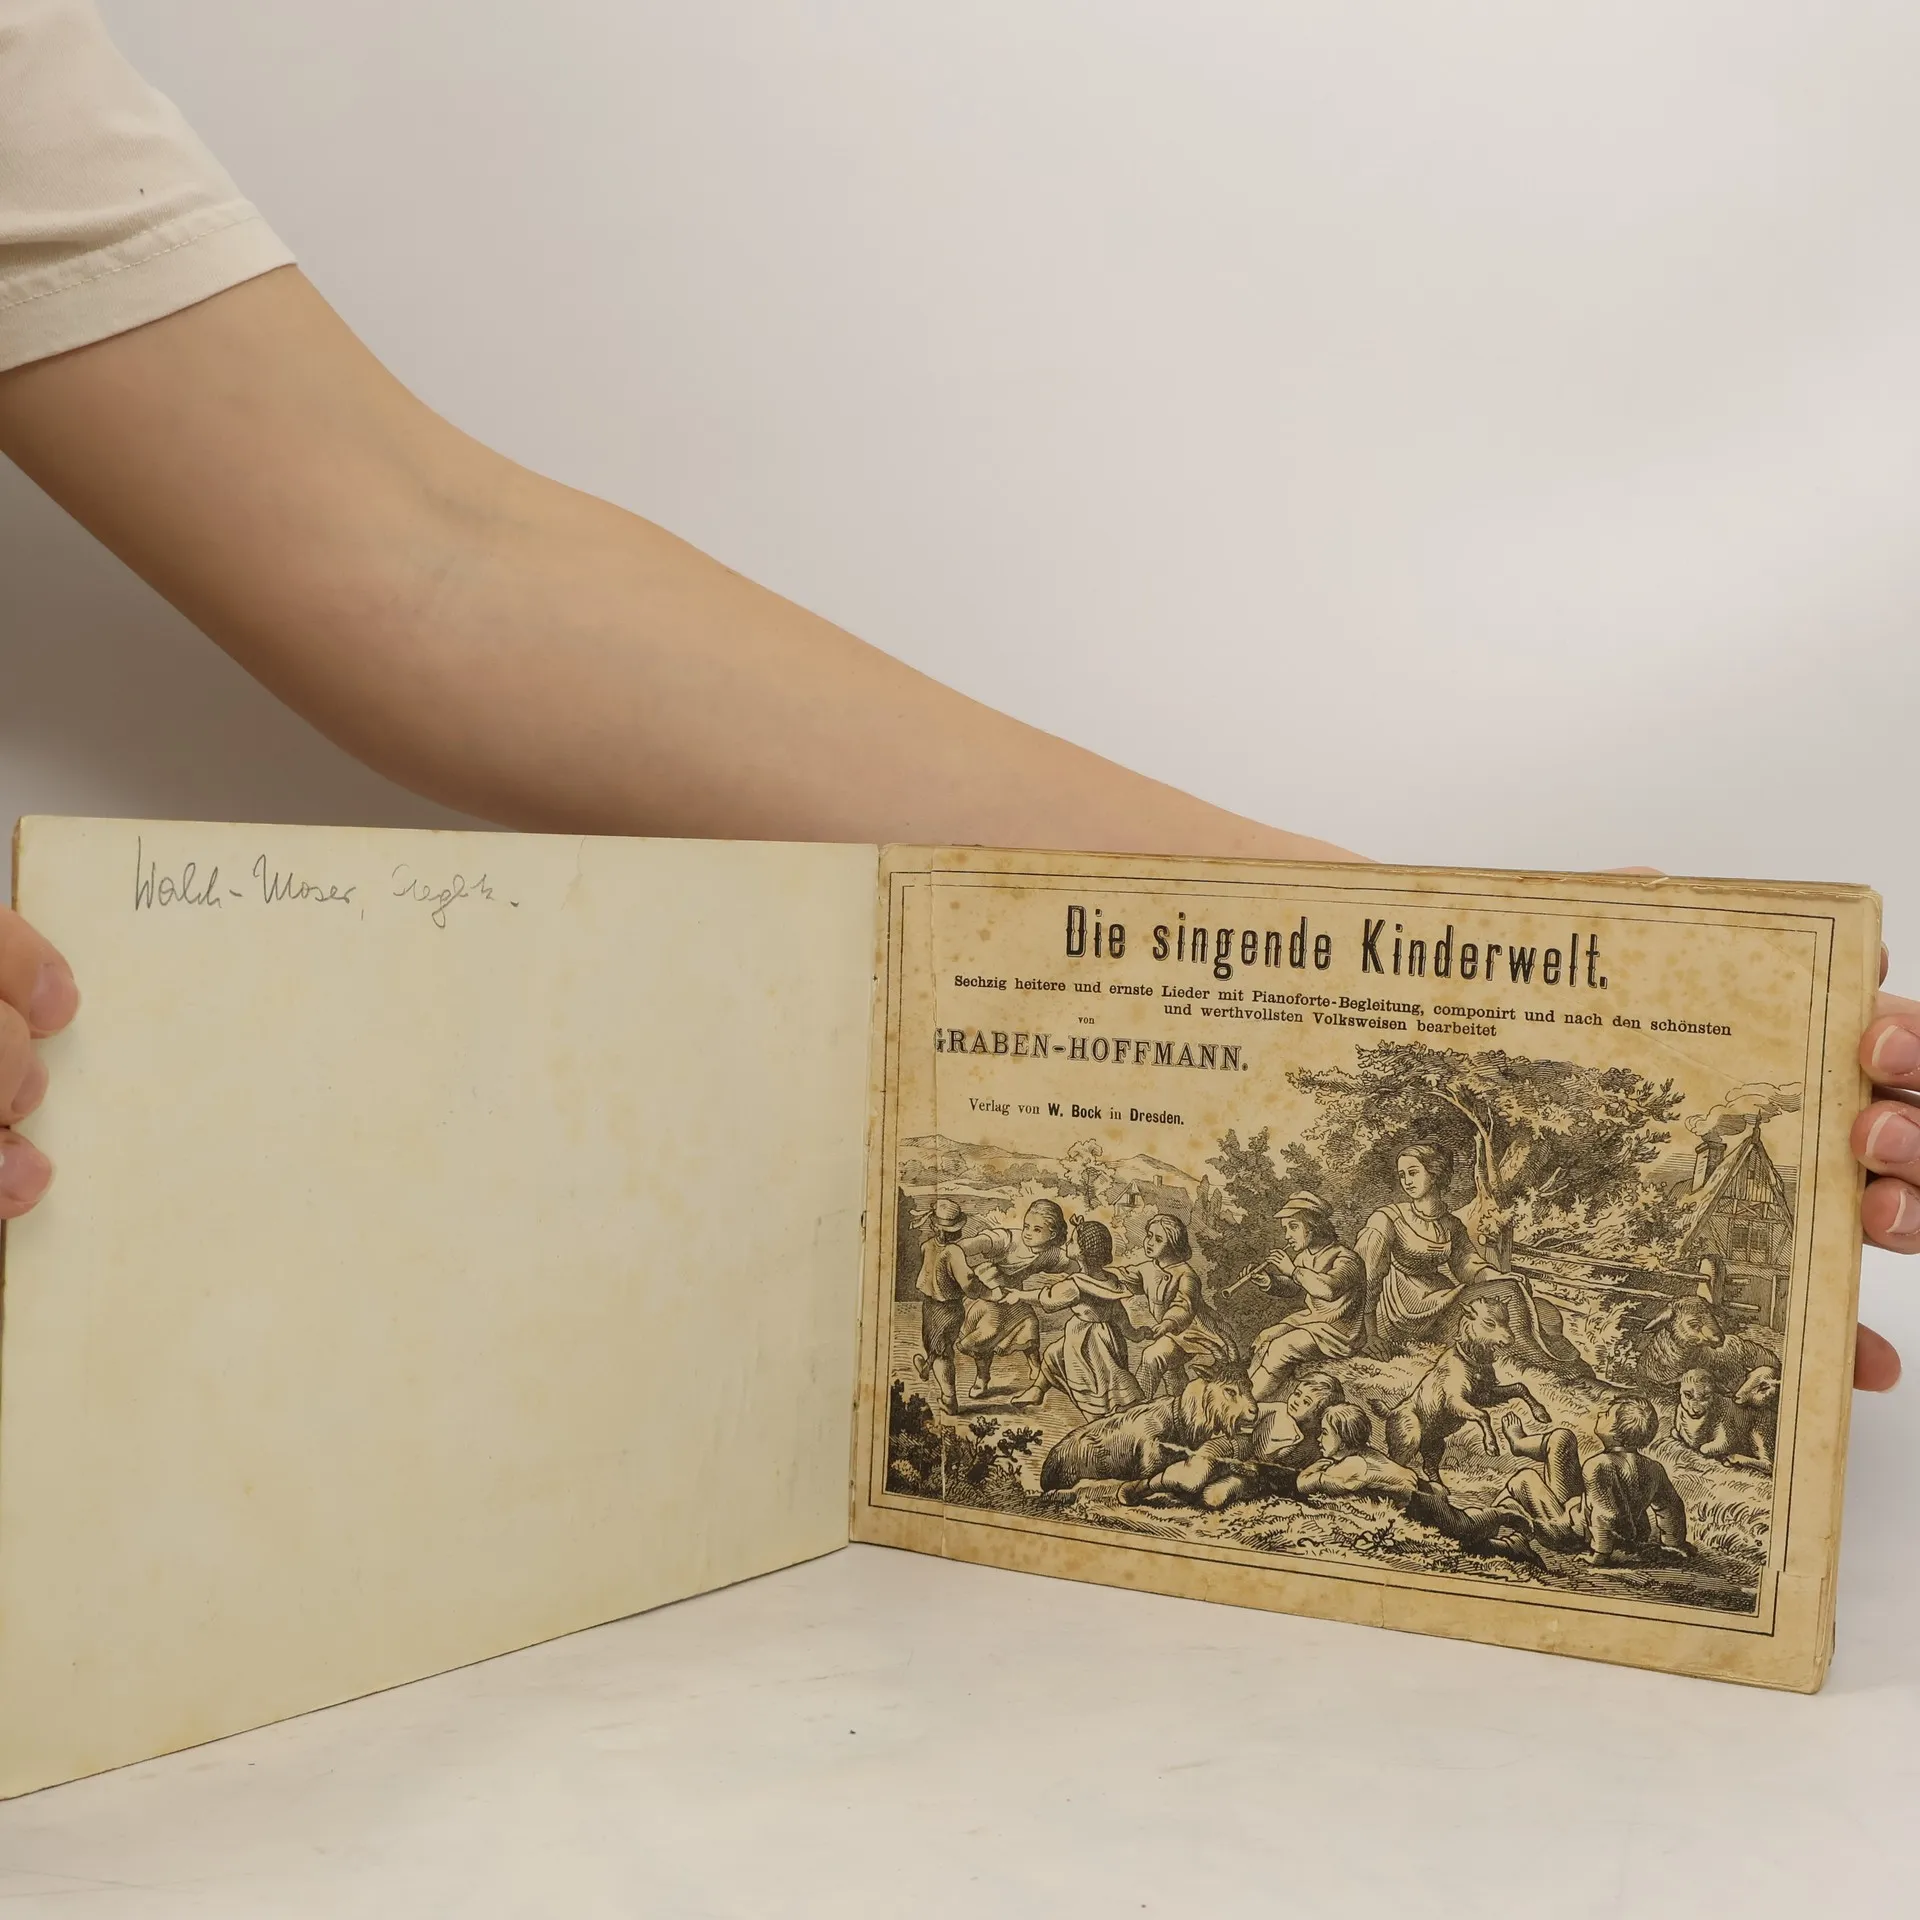 Walch-Moser,
Die singende Kinderwelt.
Sechzig heitere und ernste Lieder mit Pianoforte-Begleitung, componirt und nach den schönsten
und werthvollsten Volksweisen bearbeitet
von
GRABEN-HOFFMANN.
Verlag von W. Bock in Dresden.